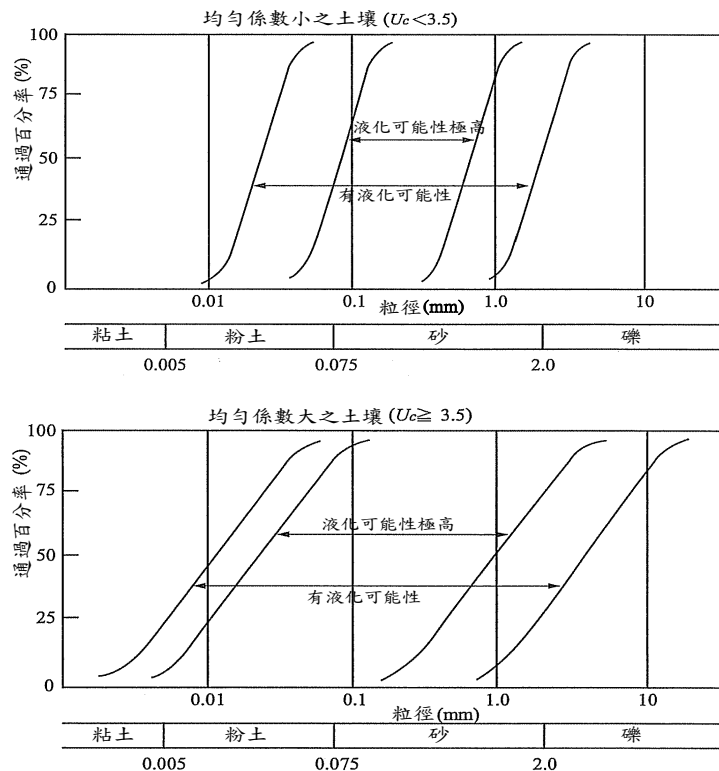 均勻係數小之土壤 (Uc<3.5)
通過百分率 (%)
100
75
50
25
0
液化可能性極高
有液化可能性
0.01 0.1 1.0 10
粒徑(mm)
粘土 粉土 砂 礫
0.005 0.075 2.0
均勻係數大之土壤 (Uc≧ 3.5)
通過百分率 (%)
100
75
50
25
0
液化可能性極高
有液化可能性
0.01 0.1 1.0 10
粒徑(mm)
粘土 粉土 砂 礫
0.005 0.075 2.0